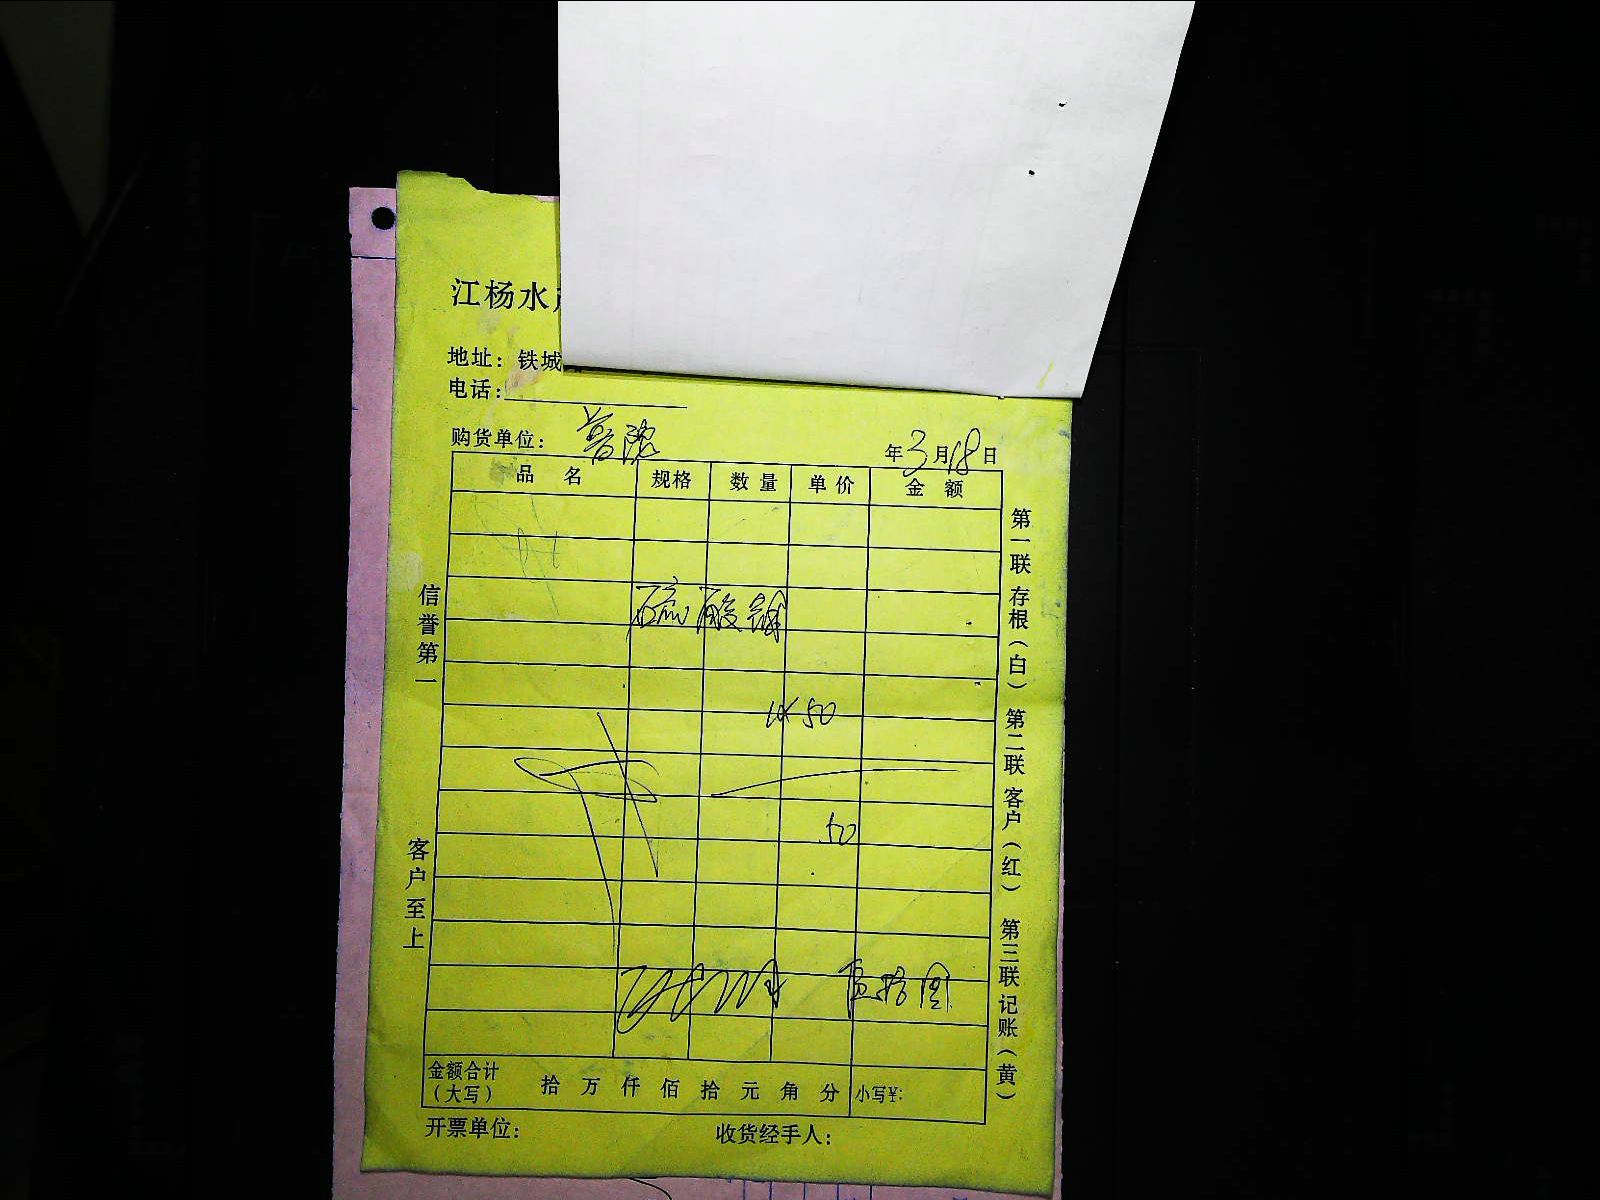 江杨水
地址：铁城
电话：
购货单位： 年3月18日
品名 规格 数量 单价 金额
硫酸铜
1×50
50
金额合计（大写） 拾 万 仟 佰 拾 元 角 分 小写¥：
开票单位： 收货经手人：
信誉第一
客户至上
第一联 存根（白） 第二联 客户（红） 第三联 记账（黄）